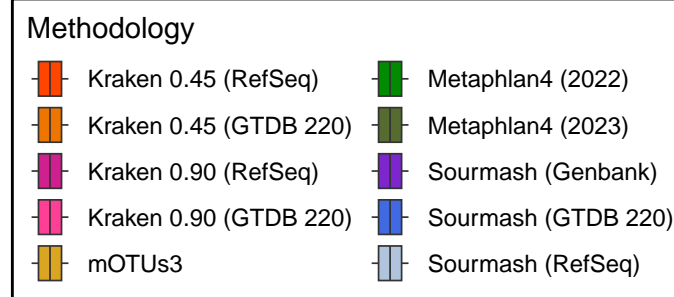 Methodology
Kraken 0.45 (RefSeq)
Kraken 0.45 (GTDB 220)
Kraken 0.90 (RefSeq)
Kraken 0.90 (GTDB 220)
mOTUs3
Metaphlan4 (2022)
Metaphlan4 (2023)
Sourmash (Genbank)
Sourmash (GTDB 220)
Sourmash (RefSeq)